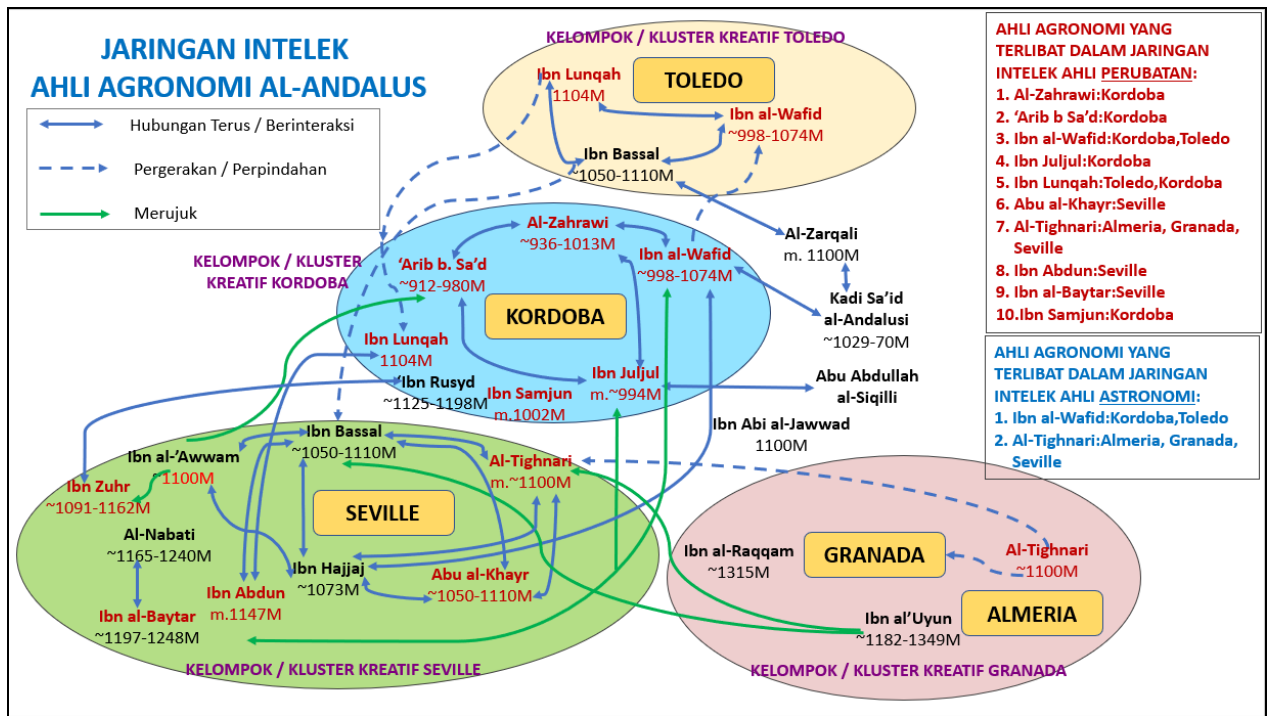 JARINGAN INTELEK
AHLI AGRONOMI AL-ANDALUS
Hubungan Terus / Berinteraksi
Pergerakan / Perpindahan
Merujuk
KELOMPOK / KLUSTER KREATIF TOLEDO
TOLEDO
Ibn Lunqah
1104M
Ibn al-Wafid
~998-1074M
Ibn Bassal
~1050-1110M
Al-Zarqali
m. 1100M
Kadi Sa’id
al-Andalusi
~1029-70M
Abu Abdullah
al-Siqilli
Ibn Abi al-Jawwad
1100M
KELOMPOK / KLUSTER
KREATIF KORDOBA
KORDOBA
Al-Zahrawi
~936-1013M
‘Arib b. Sa’d
~912-980M
Ibn al-Wafid
~998-1074M
Ibn Lunqah
1104M
‘Ibn Rusyd
~1125-1198M
Ibn Samjun
m.1002M
Ibn Juljul
m.~994M
SEVILLE
Ibn Bassal
~1050-1110M
Ibn al-‘Awwam
~1100M
Al-Tighnari
m.~1100M
Ibn Zuhr
~1091-1162M
Al-Nabati
~1165-1240M
Ibn Hajjaj
~1073M
Abu al-Khayr
~1050-1110M
Ibn Abdun
m.1147M
Ibn al-Baytar
~1197-1248M
KELOMPOK / KLUSTER KREATIF SEVILLE
GRANADA
ALMERIA
Ibn al-Raqqam
~1315M
Al-Tighnari
~1100M
Ibn al’Uyun
~1182-1349M
KELOMPOK / KLUSTER KREATIF GRANADA
AHLI AGRONOMI YANG
TERLIBAT DALAM JARINGAN
INTELEK AHLI PERUBATAN:
1. Al-Zahrawi:Kordoba
2. ‘Arib b Sa’d:Kordoba
3. Ibn al-Wafid:Kordoba,Toledo
4. Ibn Juljul:Kordoba
5. Ibn Lunqah:Toledo,Kordoba
6. Abu al-Khayr:Seville
7. Al-Tighnari:Almeria, Granada,
Seville
8. Ibn Abdun:Seville
9. Ibn al-Baytar:Seville
10.Ibn Samjun:Kordoba
AHLI AGRONOMI YANG
TERLIBAT DALAM JARINGAN
INTELEK AHLI ASTRONOMI:
1. Ibn al-Wafid:Kordoba,Toledo
2. Al-Tighnari:Almeria, Granada,
Seville